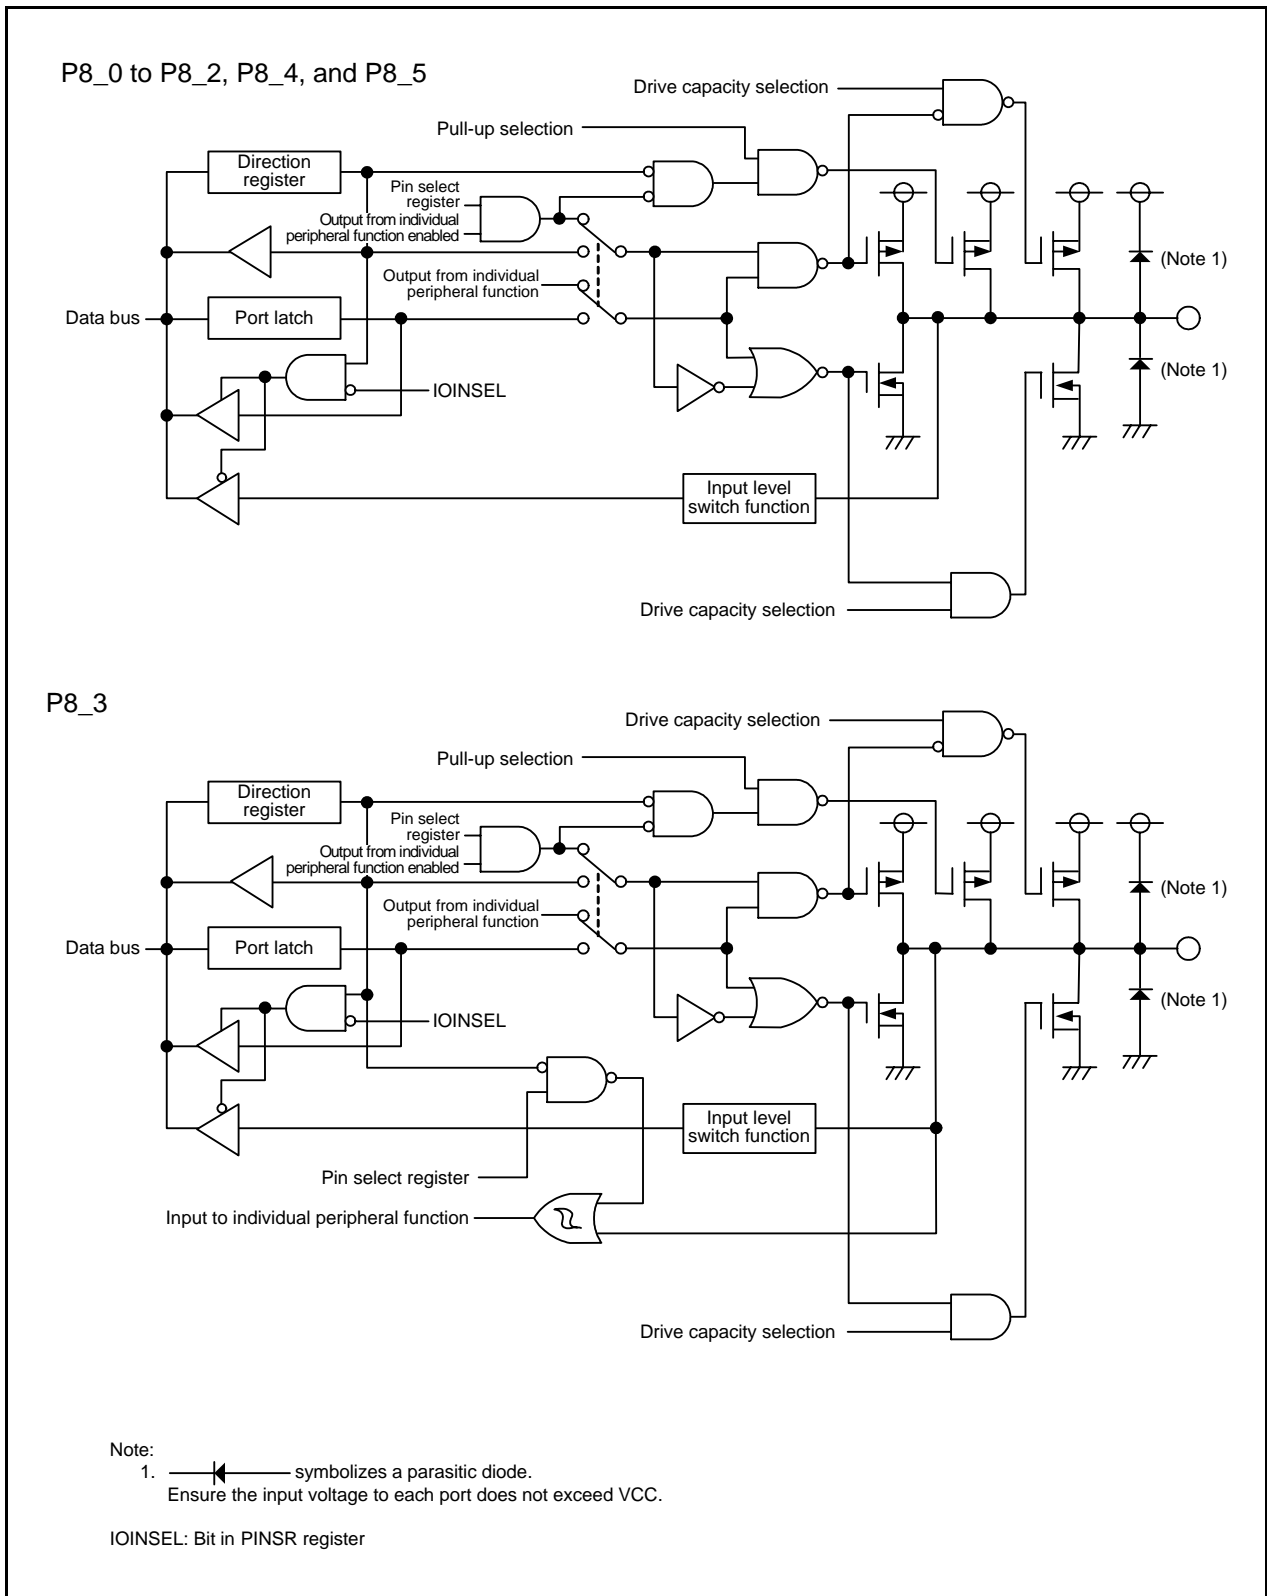 P8_0 to P8_2, P8_4, and P8_5
Drive capacity selection
Pull-up selection
Direction
register
Pin select
register
Output from individual
peripheral function enabled
(Note 1)
Output from individual
peripheral function
Data bus
Port latch
(Note 1)
IOINSEL
Input level
switch function
Drive capacity selection
P8_3
Drive capacity selection
Pull-up selection
Direction
register
Pin select
register
Output from individual
peripheral function enabled
(Note 1)
Output from individual
peripheral function
Data bus
Port latch
(Note 1)
IOINSEL
Input level
switch function
Pin select register
Input to individual peripheral function
Drive capacity selection
Note:
1. symbolizes a parasitic diode.
Ensure the input voltage to each port does not exceed VCC.
IOINSEL: Bit in PINSR register